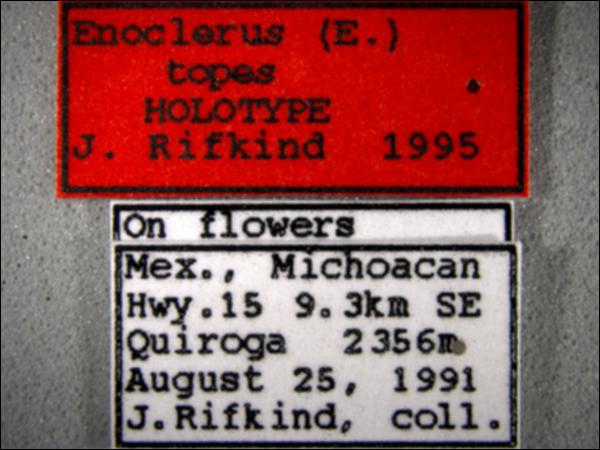 Enoclerus (E.)
topes
HOLOTYPE
J. Rifkind 1995
On flowers
Mex., Michoacan
Hwy.15 9.3km SE
Quiroga 2356m
August 25, 1991
J.Rifkind, coll.